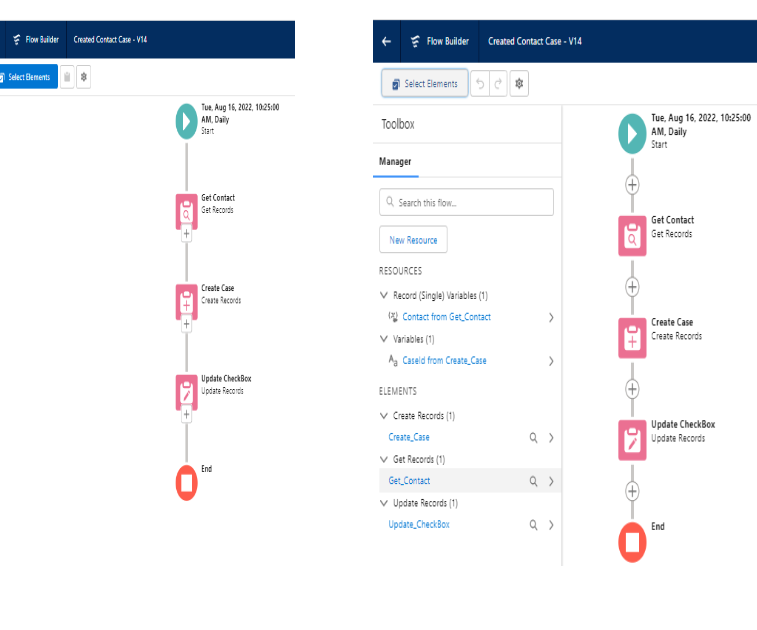 Flow Builder Created Contact Case - V14
Select Elements
Tue, Aug 16, 2022, 10:25:00
AM, Daily
Start
Get Contact
Get Records
Create Case
Create Records
Update CheckBox
Update Records
End
Flow Builder Created Contact Case - V14
Select Elements
Toolbox
Manager
Search this flow...
New Resource
RESOURCES
Record (Single) Variables (1)
Contact from Get_Contact
Variables (1)
CaseId from Create_Case
ELEMENTS
Create Records (1)
Create_Case
Get Records (1)
Get_Contact
Update Records (1)
Update_CheckBox
Tue, Aug 16, 2022, 10:25:00
AM, Daily
Start
Get Contact
Get Records
Create Case
Create Records
Update CheckBox
Update Records
End